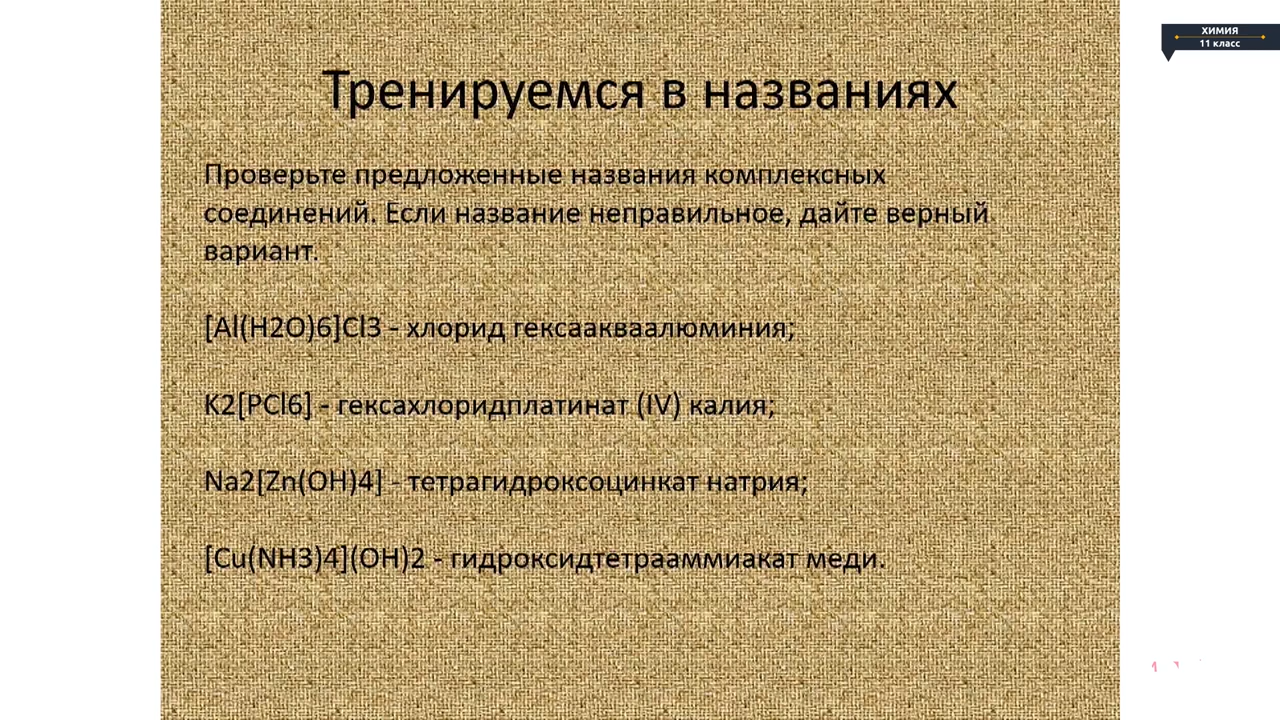 ХИМИЯ
11 класс
Тренируемся в названиях
Проверьте предложенные названия комплексных
соединений. Если название неправильное, дайте верный
вариант.
[Al(H2O)6]Cl3 - хлорид гексаакваалюминия;
K2[PCl6] - гексахлоридплатинат (IV) калия;
Na2[Zn(OH)4] - тетрагидроксоцинкат натрия;
[Cu(NH3)4](OH)2 - гидроксидтетрааммиакат меди.